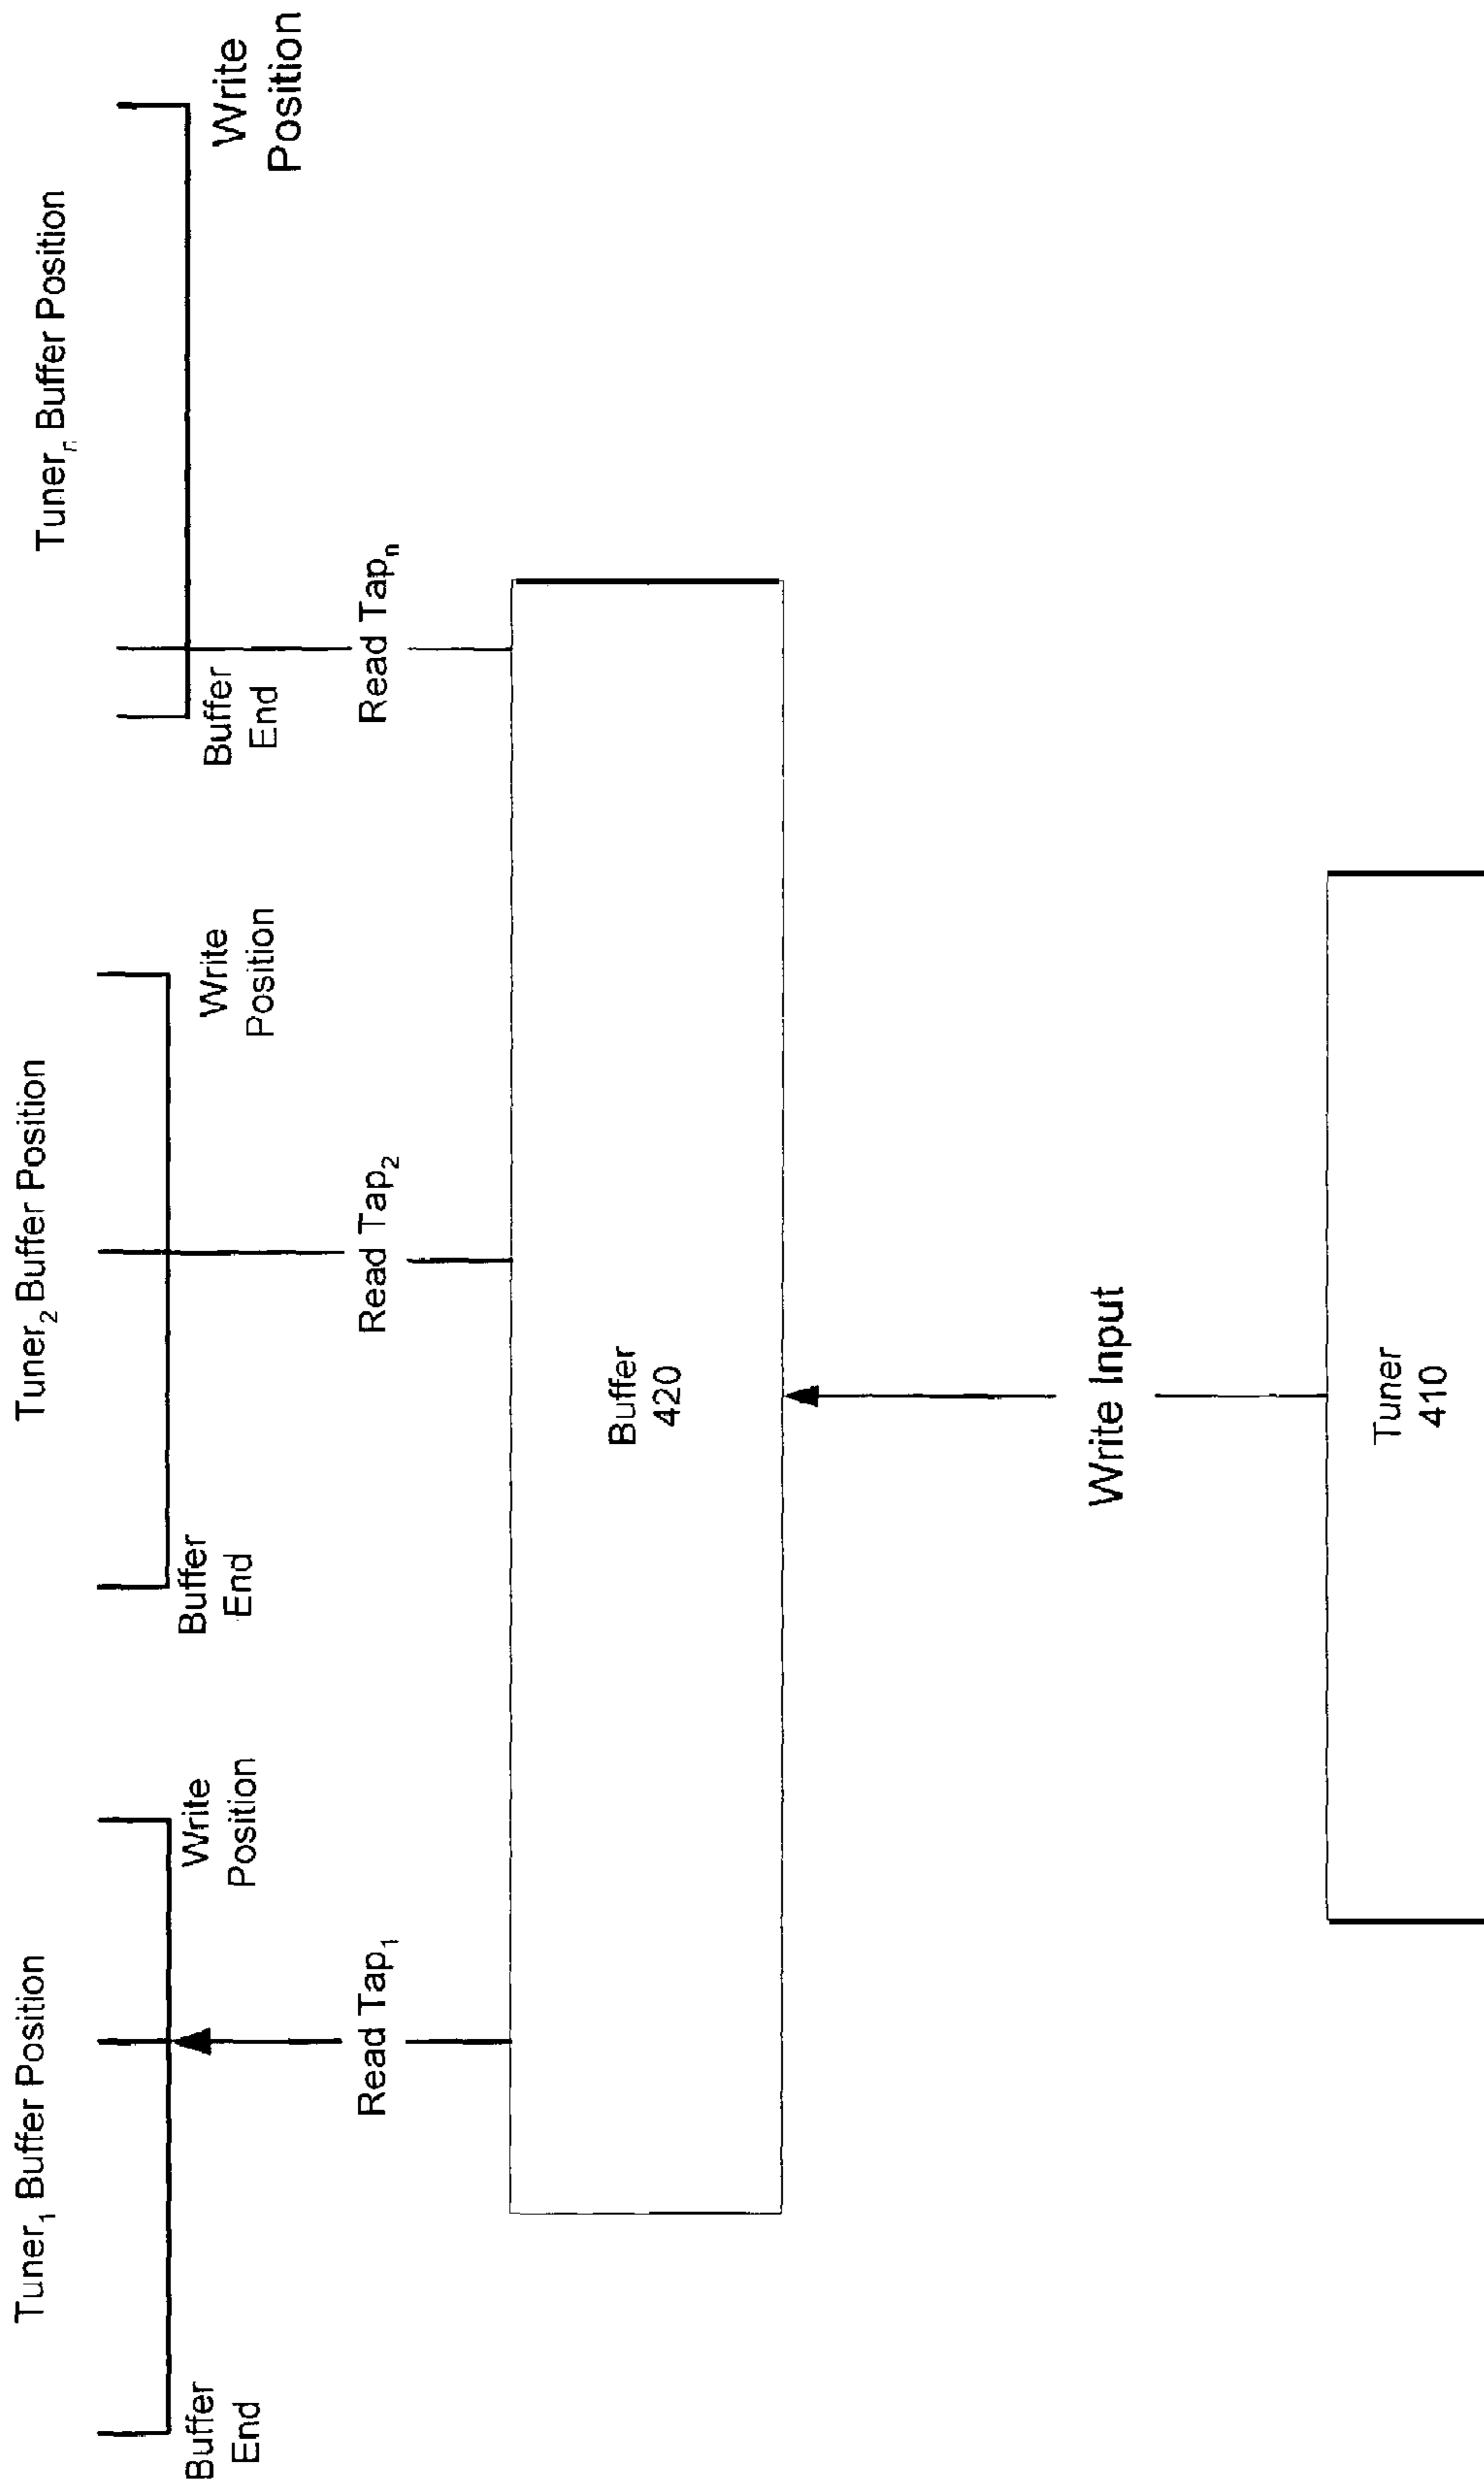 Tuner1 Buffer Position
Tuner2 Buffer Position
Tunern Buffer Position
Buffer
End
Write
Position
Buffer
End
Write
Position
Buffer
End
Write
Position
Read Tap1
Read Tap2
Read Tapn
Buffer
420
Write Input
Tuner
410